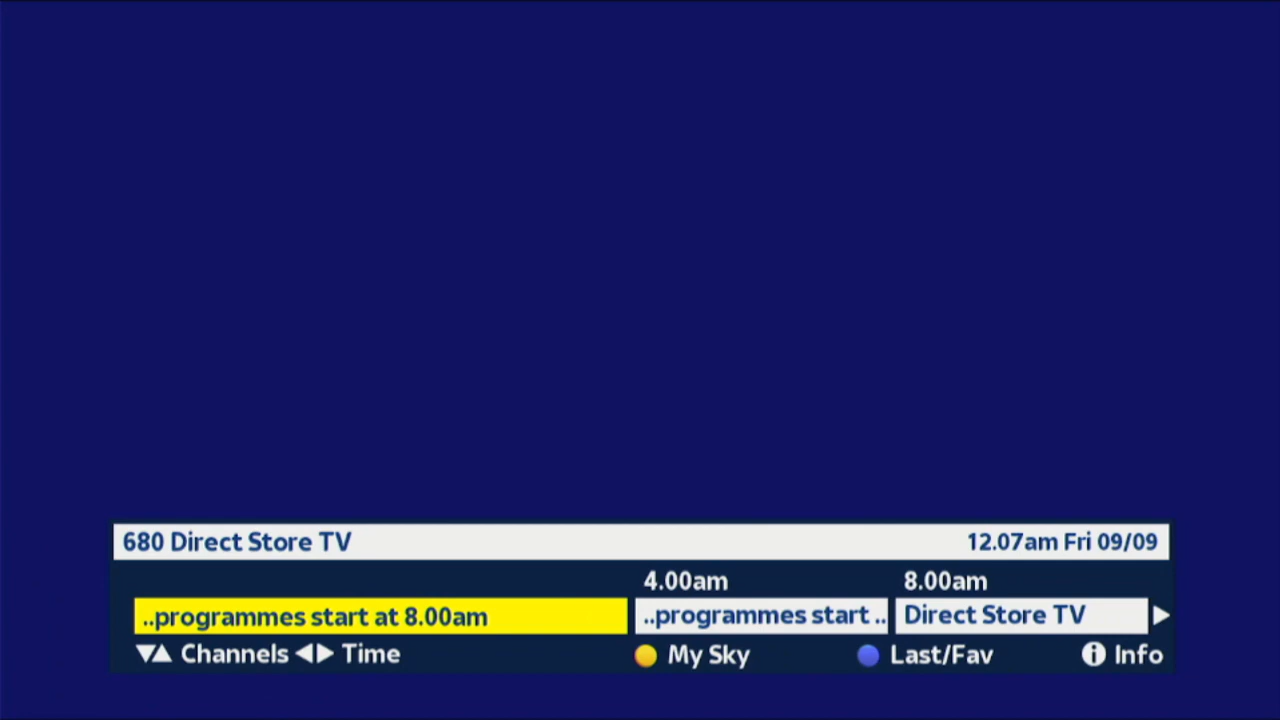 680 Direct Store TV 12.07am Fri 09/09
4.00am 8.00am
..programmes start at 8.00am ..programmes start .. Direct Store TV
Channels Time My Sky Last/Fav i Info